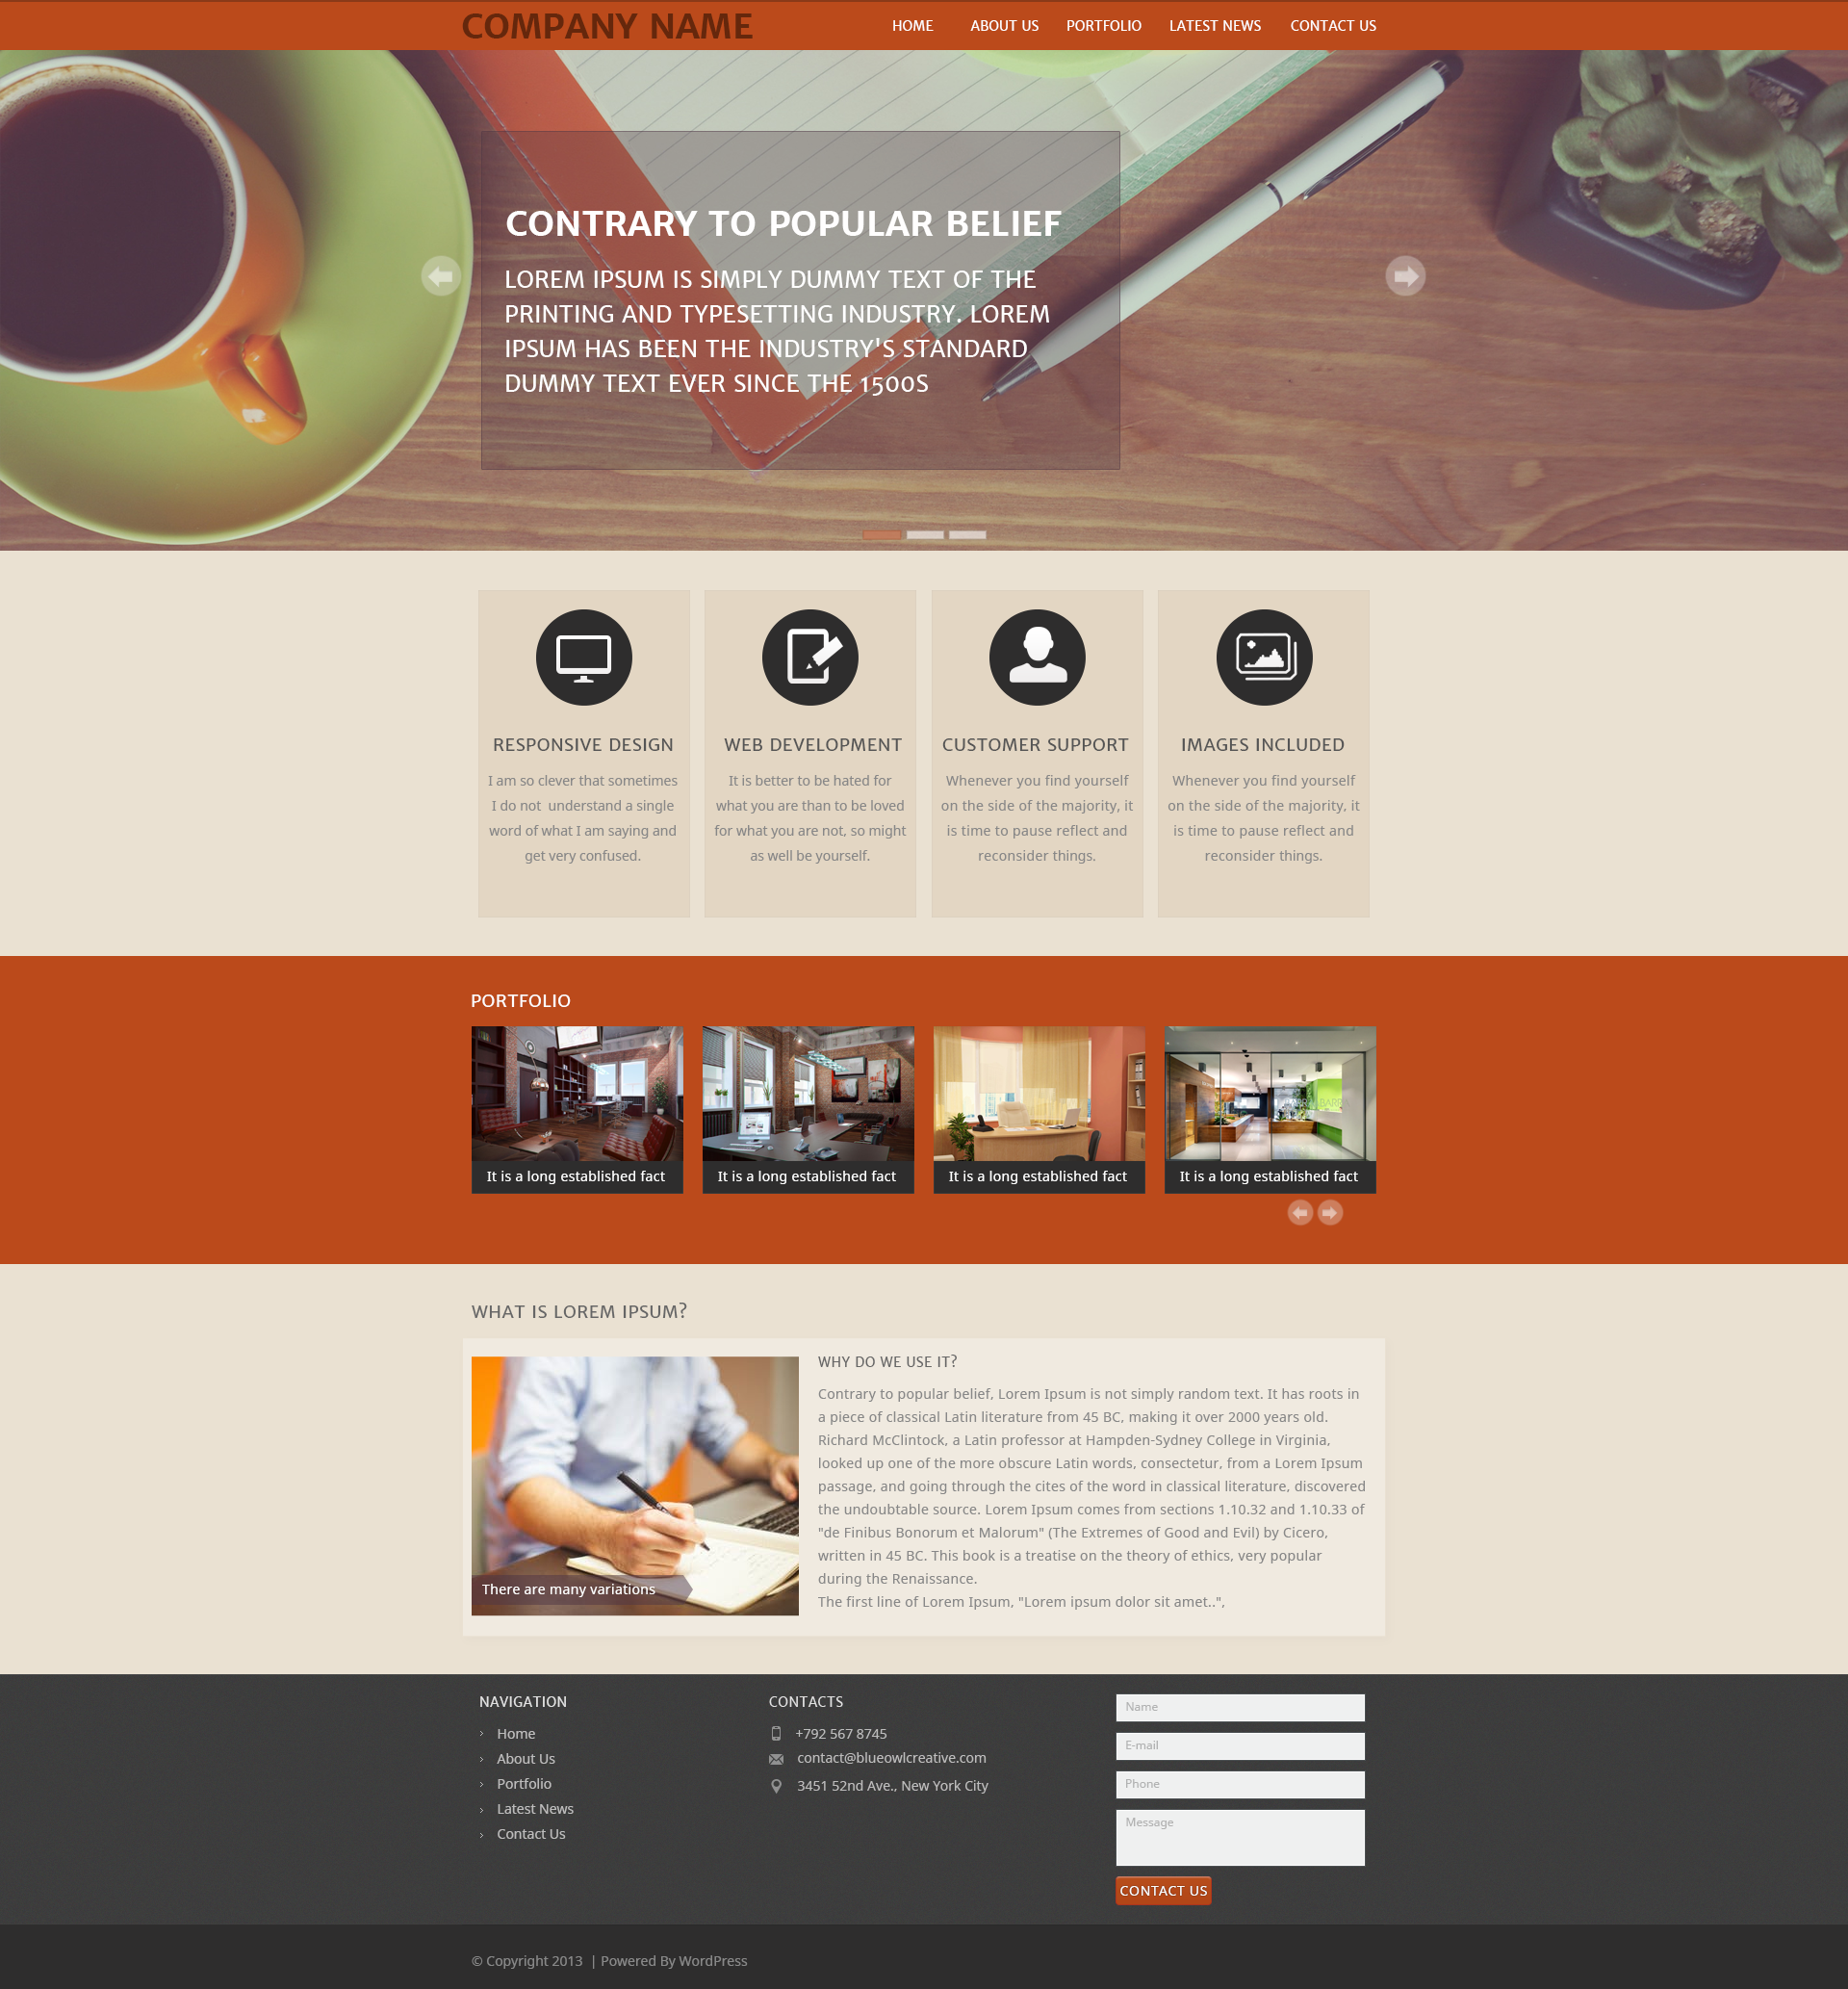 COMPANY NAME
HOME ABOUT US PORTFOLIO LATEST NEWS CONTACT US
CONTRARY TO POPULAR BELIEF
LOREM IPSUM IS SIMPLY DUMMY TEXT OF THE
PRINTING AND TYPESETTING INDUSTRY. LOREM
IPSUM HAS BEEN THE INDUSTRY'S STANDARD
DUMMY TEXT EVER SINCE THE 1500S
RESPONSIVE DESIGN
I am so clever that sometimes
I do not understand a single
word of what I am saying and
get very confused.
WEB DEVELOPMENT
It is better to be hated for
what you are than to be loved
for what you are not, so might
as well be yourself.
CUSTOMER SUPPORT
Whenever you find yourself
on the side of the majority, it
is time to pause reflect and
reconsider things.
IMAGES INCLUDED
Whenever you find yourself
on the side of the majority, it
is time to pause reflect and
reconsider things.
PORTFOLIO
It is a long established fact
It is a long established fact
It is a long established fact
It is a long established fact
WHAT IS LOREM IPSUM?
There are many variations
WHY DO WE USE IT?
Contrary to popular belief, Lorem Ipsum is not simply random text. It has roots in
a piece of classical Latin literature from 45 BC, making it over 2000 years old.
Richard McClintock, a Latin professor at Hampden-Sydney College in Virginia,
looked up one of the more obscure Latin words, consectetur, from a Lorem Ipsum
passage, and going through the cites of the word in classical literature, discovered
the undoubtable source. Lorem Ipsum comes from sections 1.10.32 and 1.10.33 of
"de Finibus Bonorum et Malorum" (The Extremes of Good and Evil) by Cicero,
written in 45 BC. This book is a treatise on the theory of ethics, very popular
during the Renaissance.
The first line of Lorem Ipsum, "Lorem ipsum dolor sit amet..",
NAVIGATION
Home
About Us
Portfolio
Latest News
Contact Us
CONTACTS
+792 567 8745
contact@blueowlcreative.com
3451 52nd Ave., New York City
Name
E-mail
Phone
Message
CONTACT US
© Copyright 2013 | Powered By WordPress